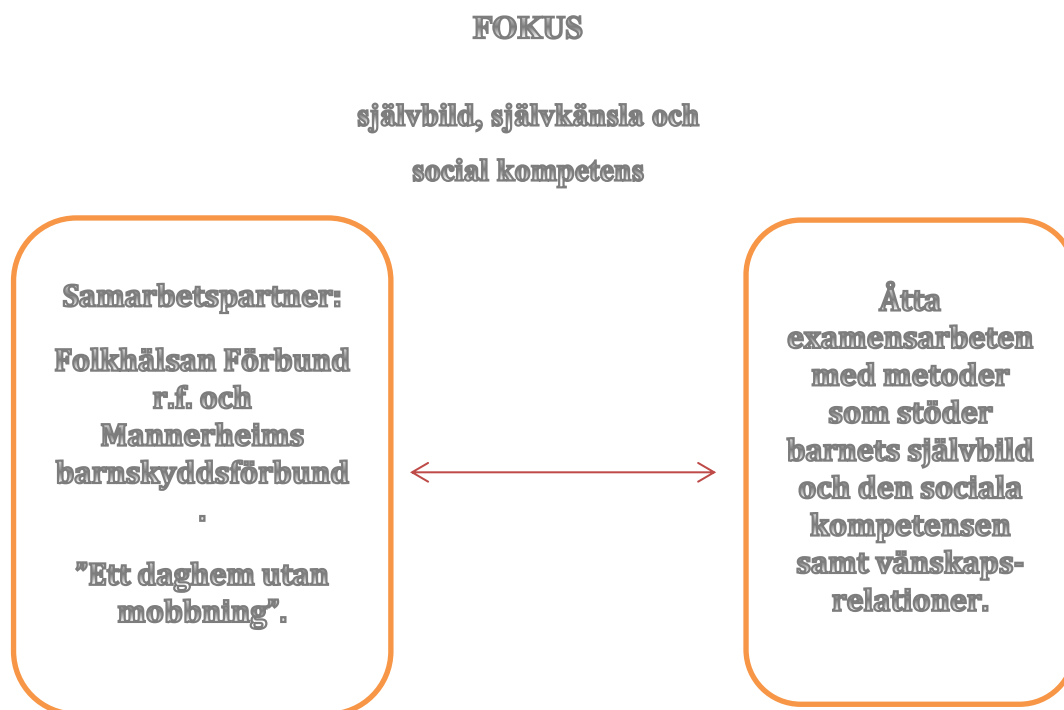 FOKUS
självbild, självkänsla och
social kompetens
Samarbetspartner:
Folkhälsan Förbund
r.f. och
Mannerheims
barnskyddsförbund
.
”Ett daghem utan
mobbning”.
Åtta
examensarbeten
med metoder
som stöder
barnets självbild
och den sociala
kompetensen
samt vänskaps-
relationer.